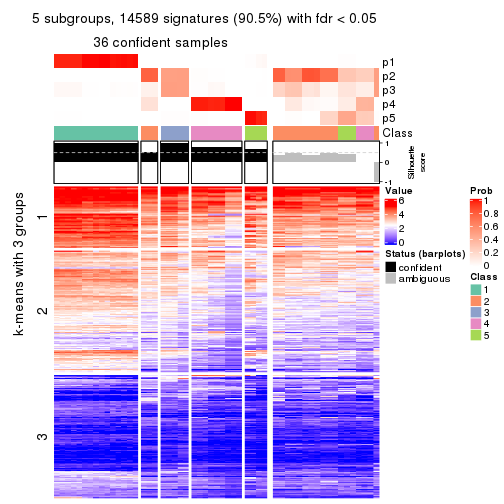 5 subgroups, 14589 signatures (90.5%) with fdr < 0.05
36 confident samples
p1
p2
p3
p4
p5
Class
1
0
-1
Silhouette
score
k-means with 3 groups
1
2
3
Value
6
4
2
0
Status (barplots)
confident
ambiguous
Prob
1
0.8
0.6
0.4
0.2
0
Class
1
2
3
4
5